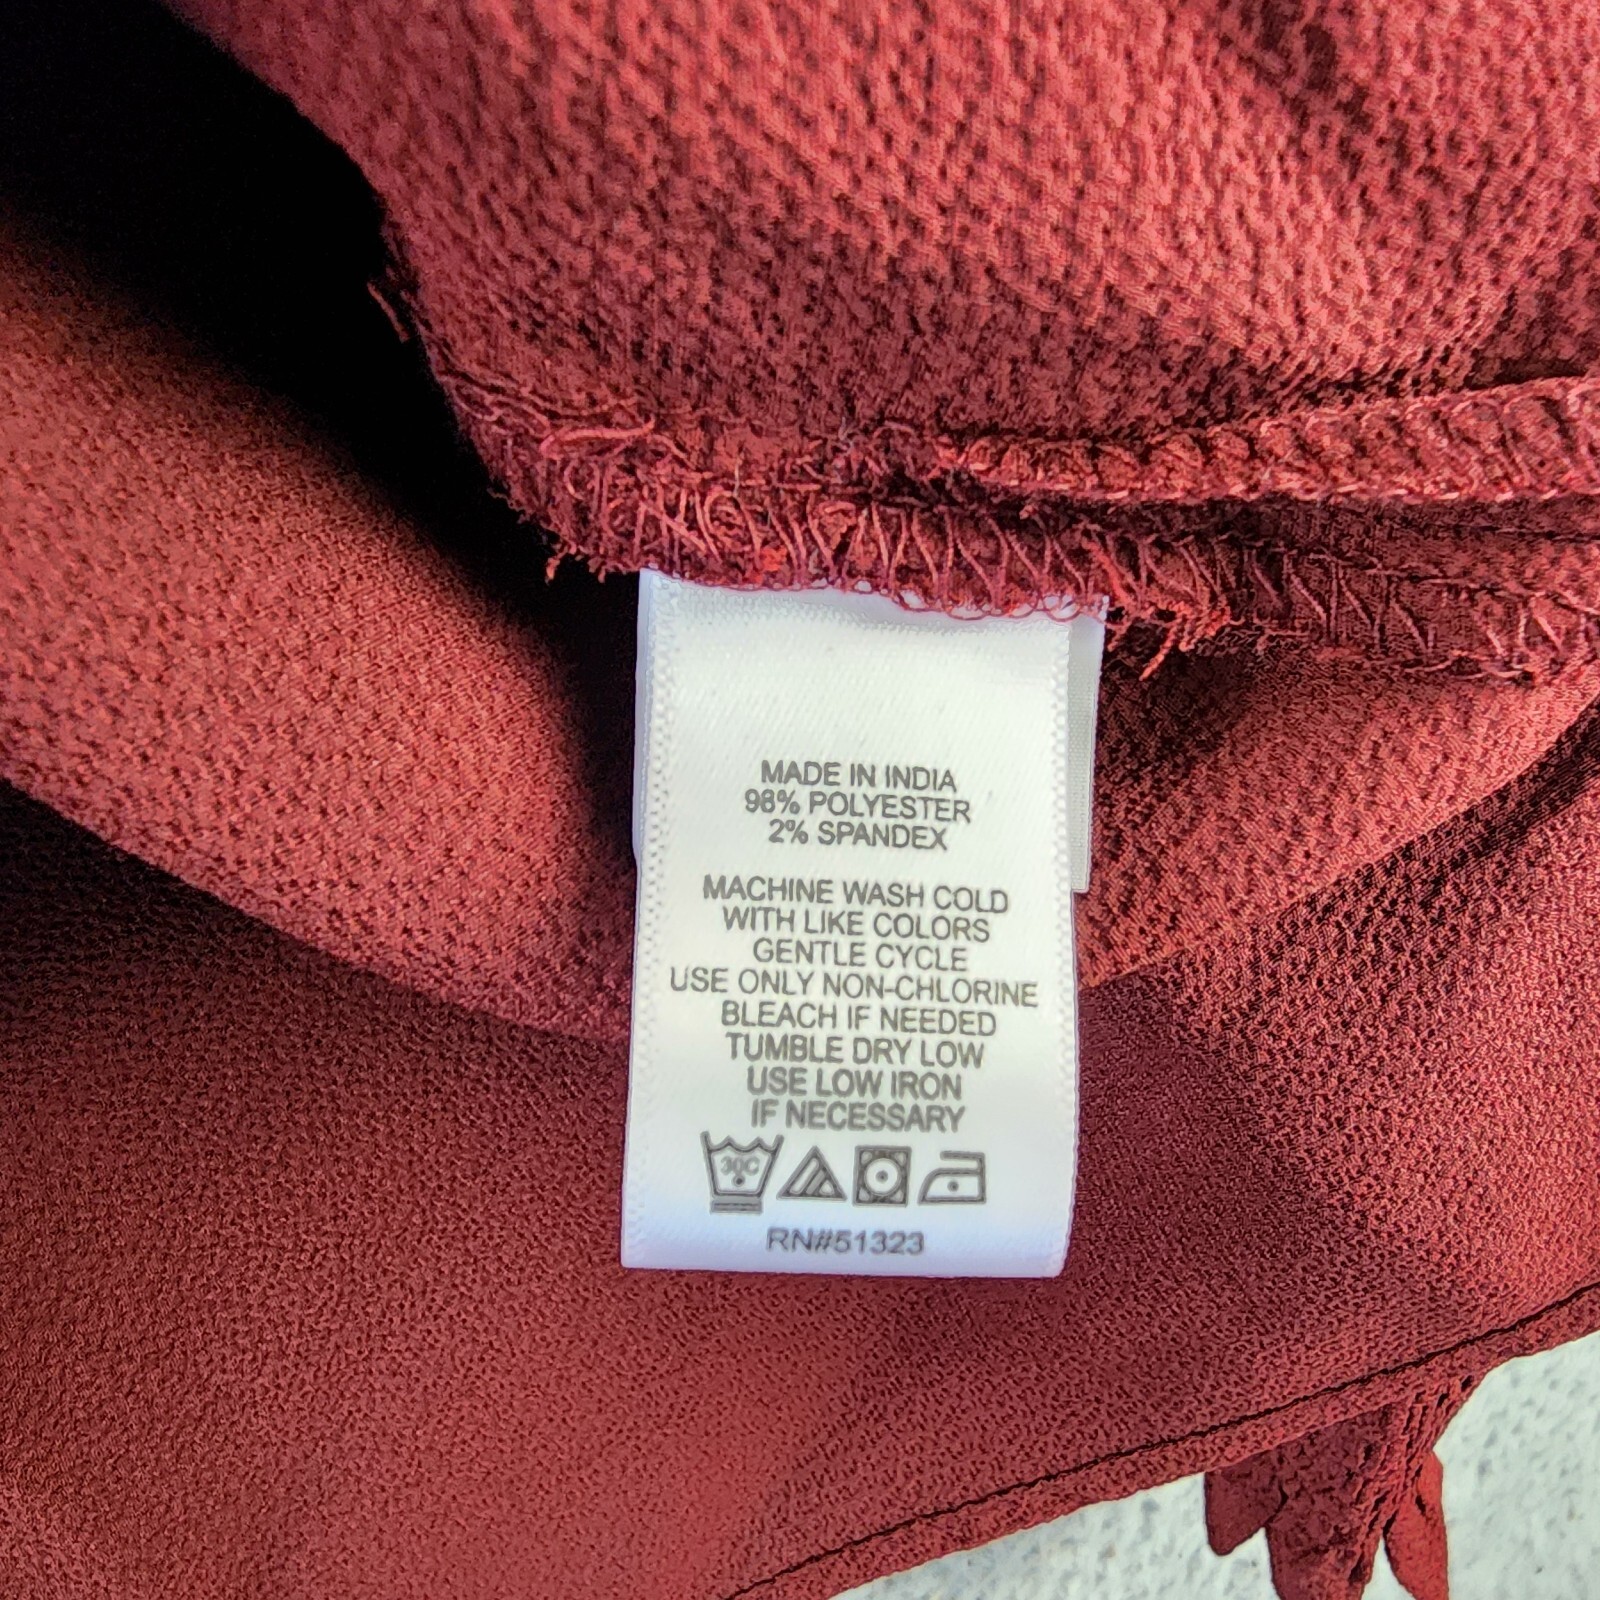 MADE IN INDIA
98% POLYESTER
2% SPANDEX
MACHINE WASH COLD
WITH LIKE COLORS
GENTLE CYCLE
USE ONLY NON-CHLORINE
BLEACH IF NEEDED
TUMBLE DRY LOW
USE LOW IRON
IF NECESSARY
30C
RN#51323